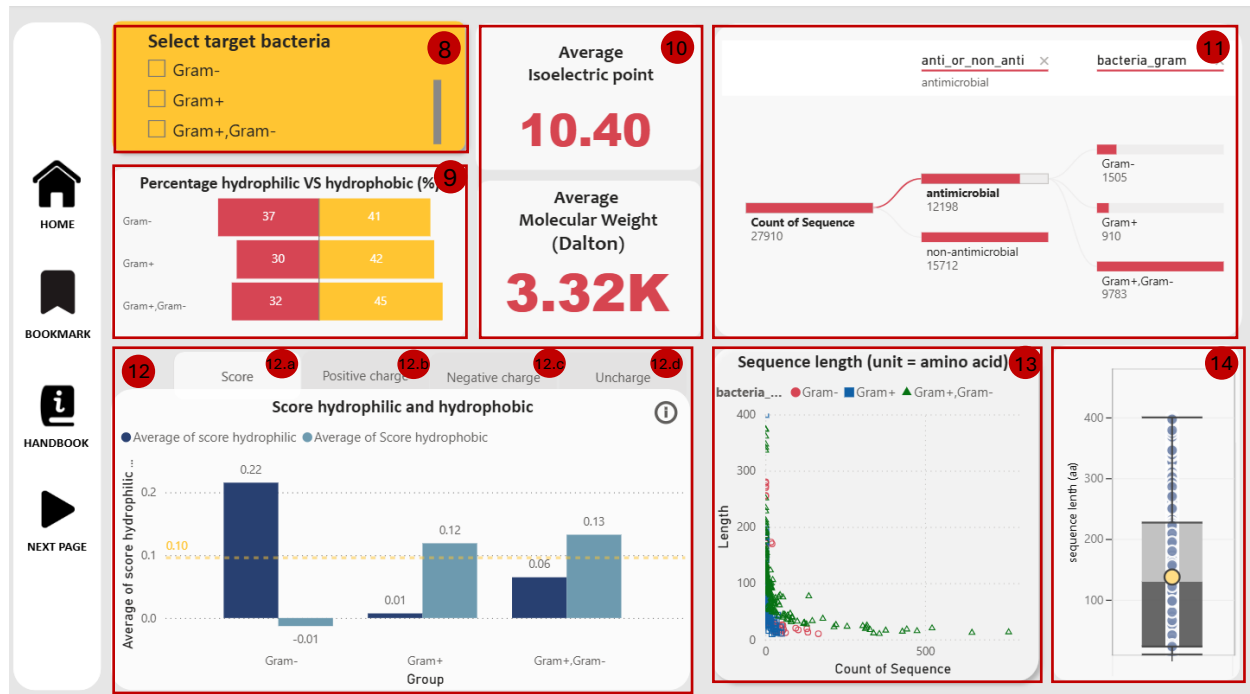 HOME
BOOKMARK
HANDBOOK
NEXT PAGE
Select target bacteria
8
Gram-
Gram+
Gram+,Gram-
Percentage hydrophilic VS hydrophobic (%)
9
Gram-
37
41
Gram+
30
42
Gram+,Gram-
32
45
10
Average
Isoelectric point
10.40
Average
Molecular Weight
(Dalton)
3.32K
11
anti_or_non_anti
antimicrobial
bacteria_gram
Count of Sequence
27910
antimicrobial
12198
non-antimicrobial
15712
Gram-
1505
Gram+
910
Gram+,Gram-
9783
12
Score
12.a
Positive charge
12.b
Negative charge
12.c
Uncharge
12.d
Score hydrophilic and hydrophobic
Average of score hydrophilic
Average of Score hydrophobic
Average of score hydrophilic ...
0.2
0.1
0.0
0.10
0.22
-0.01
0.01
0.12
0.06
0.13
Gram-
Gram+
Gram+,Gram-
Group
Sequence length (unit = amino acid)
13
bacteria_...
Gram-
Gram+
Gram+,Gram-
Length
400
300
200
100
0
0
500
Count of Sequence
14
sequence lenth (aa)
400
300
200
100